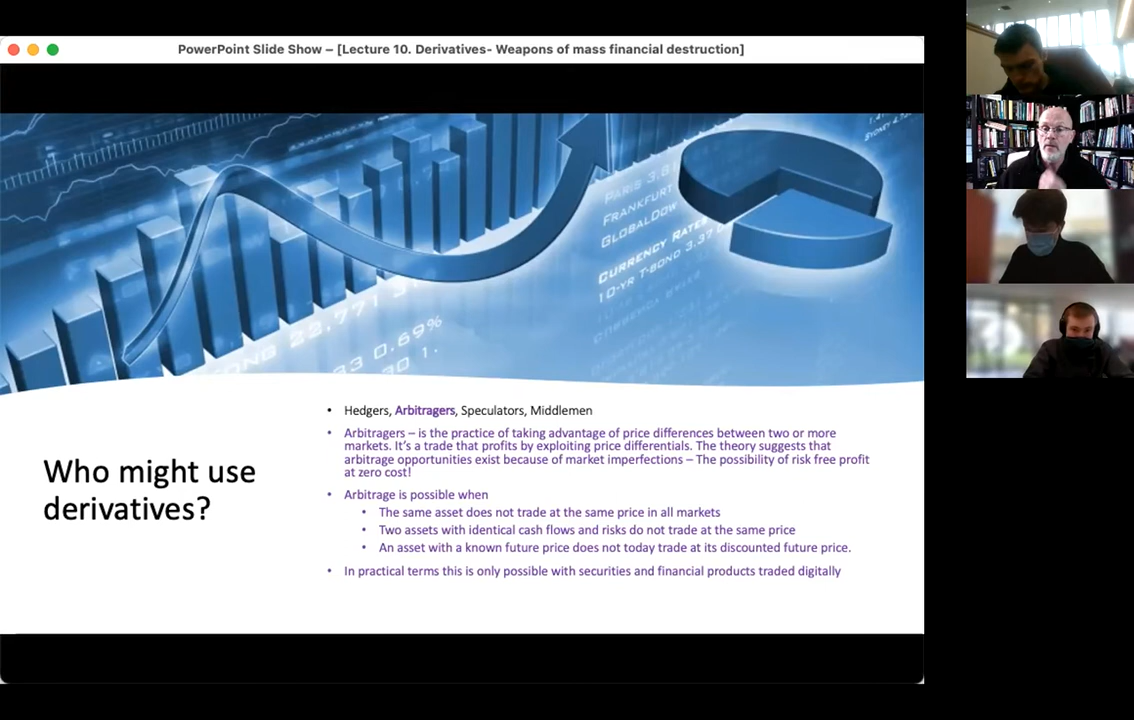 PowerPoint Slide Show – [Lecture 10. Derivatives- Weapons of mass financial destruction]
PARIS 3.8
FRANKFURT
GLOBALDOW
CURRENCY RATES
10-YR T-BOND 3.37
22.77
0.69%
Who might use
derivatives?
• Hedgers, Arbitragers, Speculators, Middlemen
• Arbitragers – is the practice of taking advantage of price differences between two or more
markets. It's a trade that profits by exploiting price differentials. The theory suggests that
arbitrage opportunities exist because of market imperfections – The possibility of risk free profit
at zero cost!
• Arbitrage is possible when
• The same asset does not trade at the same price in all markets
• Two assets with identical cash flows and risks do not trade at the same price
• An asset with a known future price does not today trade at its discounted future price.
• In practical terms this is only possible with securities and financial products traded digitally